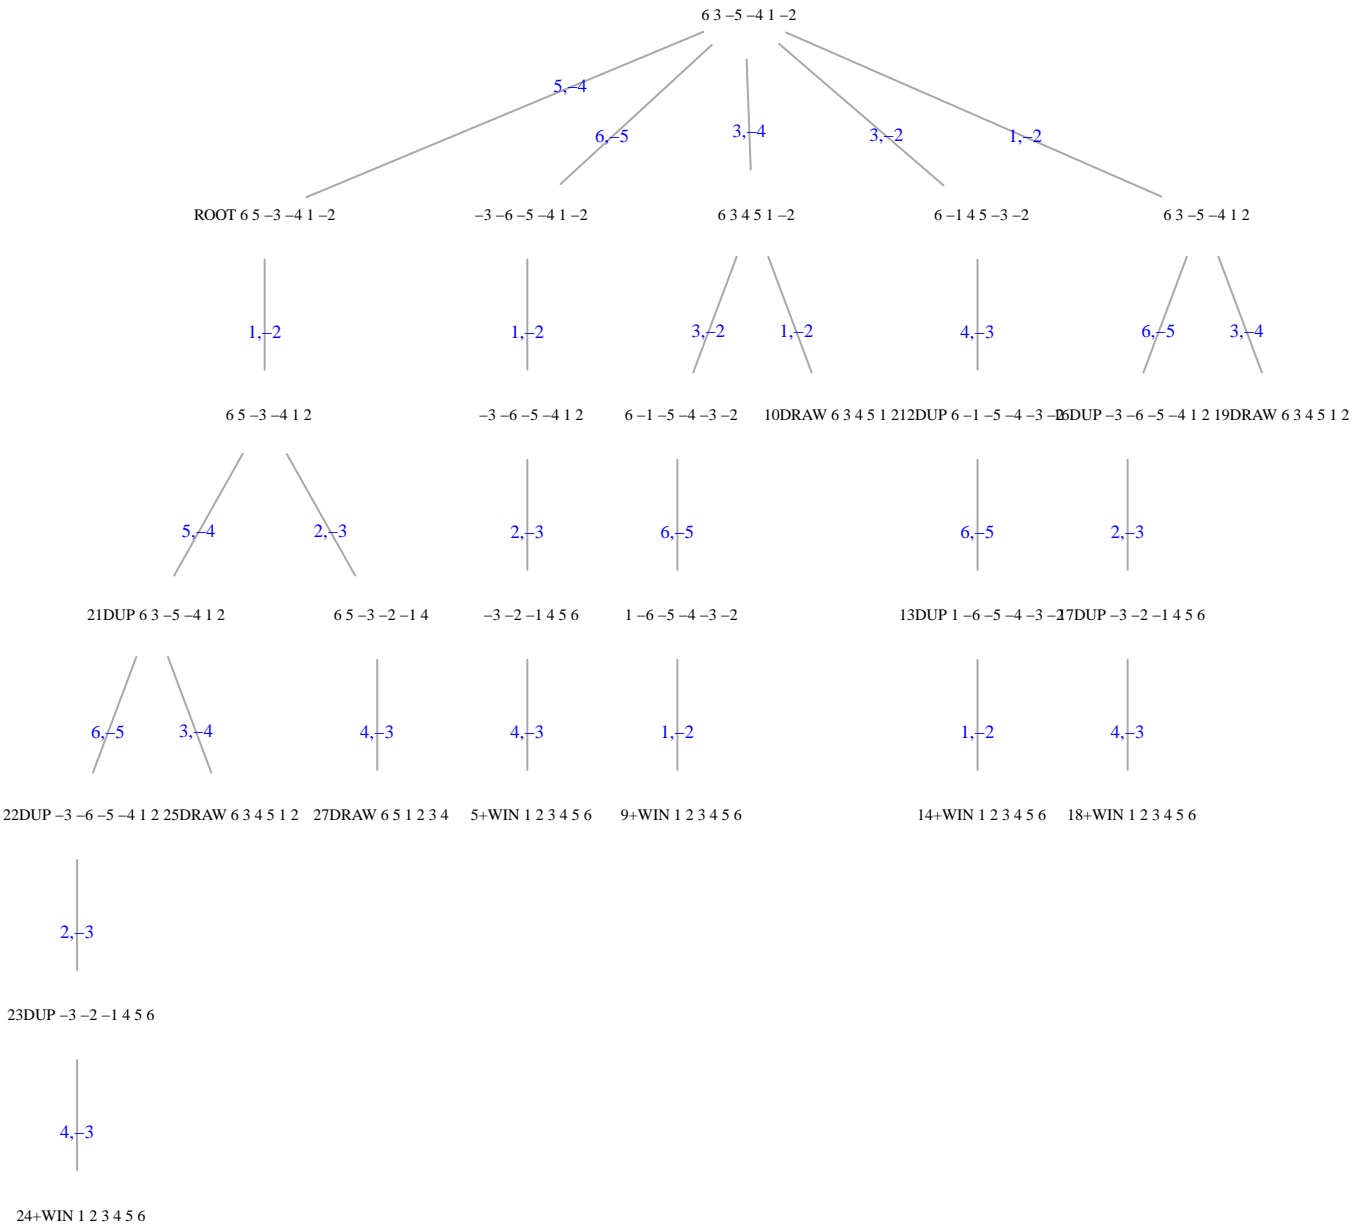 6 3 −5 −4 1 −2
5,−4
6,−5
3,−4
3,−2
1,−2
ROOT 6 5 −3 −4 1 −2
−3 −6 −5 −4 1 −2
6 3 4 5 1 −2
6 −1 4 5 −3 −2
6 3 −5 −4 1 2
1,−2
1,−2
3,−2
1,−2
4,−3
6,−5
3,−4
6 5 −3 −4 1 2
−3 −6 −5 −4 1 2
6 −1 −5 −4 −3 −2
10DRAW 6 3 4 5 1 2
12DUP 6 −1 −5 −4 −3 −2
16DUP −3 −6 −5 −4 1 2
19DRAW 6 3 4 5 1 2
5,−4
2,−3
2,−3
6,−5
6,−5
2,−3
21DUP 6 3 −5 −4 1 2
6 5 −3 −2 −1 4
−3 −2 −1 4 5 6
1 −6 −5 −4 −3 −2
13DUP 1 −6 −5 −4 −3 −2
17DUP −3 −2 −1 4 5 6
6,−5
3,−4
4,−3
4,−3
1,−2
1,−2
4,−3
22DUP −3 −6 −5 −4 1 2
25DRAW 6 3 4 5 1 2
27DRAW 6 5 1 2 3 4
5+WIN 1 2 3 4 5 6
9+WIN 1 2 3 4 5 6
14+WIN 1 2 3 4 5 6
18+WIN 1 2 3 4 5 6
2,−3
23DUP −3 −2 −1 4 5 6
4,−3
24+WIN 1 2 3 4 5 6